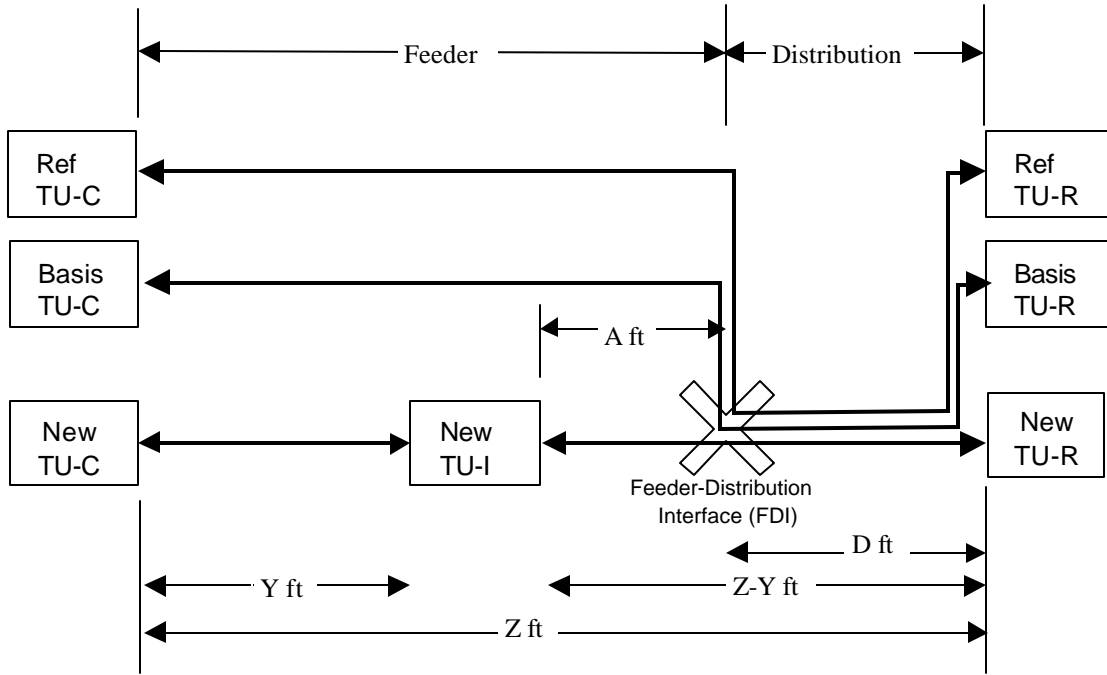 Feeder
Distribution
Ref
TU-C
Ref
TU-R
Basis
TU-C
Basis
TU-R
A ft
New
TU-C
New
TU-I
New
TU-R
Feeder-Distribution
Interface (FDI)
D ft
Y ft
Z-Y ft
Z ft